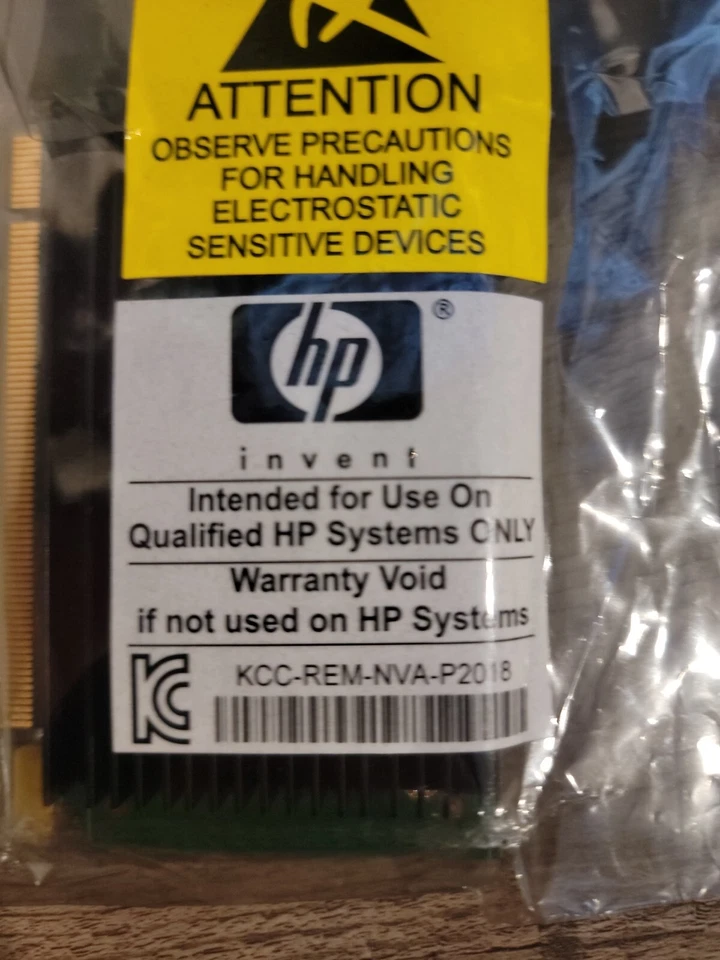 ATTENTION
OBSERVE PRECAUTIONS
FOR HANDLING
ELECTROSTATIC
SENSITIVE DEVICES
hp ®
invent
Intended for Use On
Qualified HP Systems ONLY
Warranty Void
if not used on HP Systems
KC KCC-REM-NVA-P2018